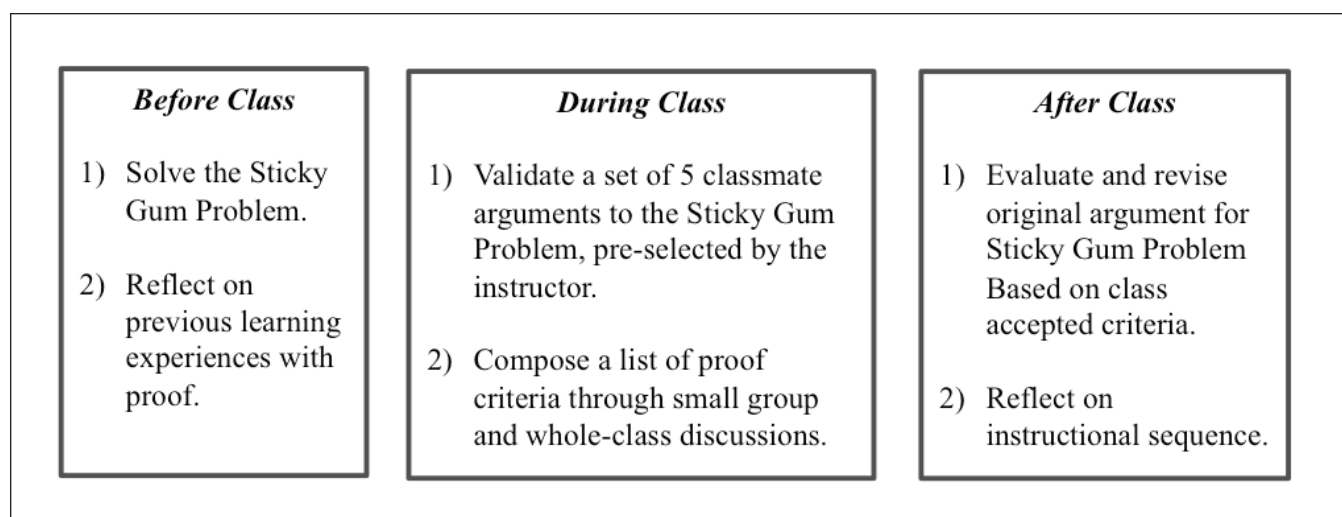 Before Class
1) Solve the Sticky
Gum Problem.
2) Reflect on
previous learning
experiences with
proof.
During Class
1) Validate a set of 5 classmate
arguments to the Sticky Gum
Problem, pre-selected by the
instructor.
2) Compose a list of proof
criteria through small group
and whole-class discussions.
After Class
1) Evaluate and revise
original argument for
Sticky Gum Problem
Based on class
accepted criteria.
2) Reflect on
instructional sequence.